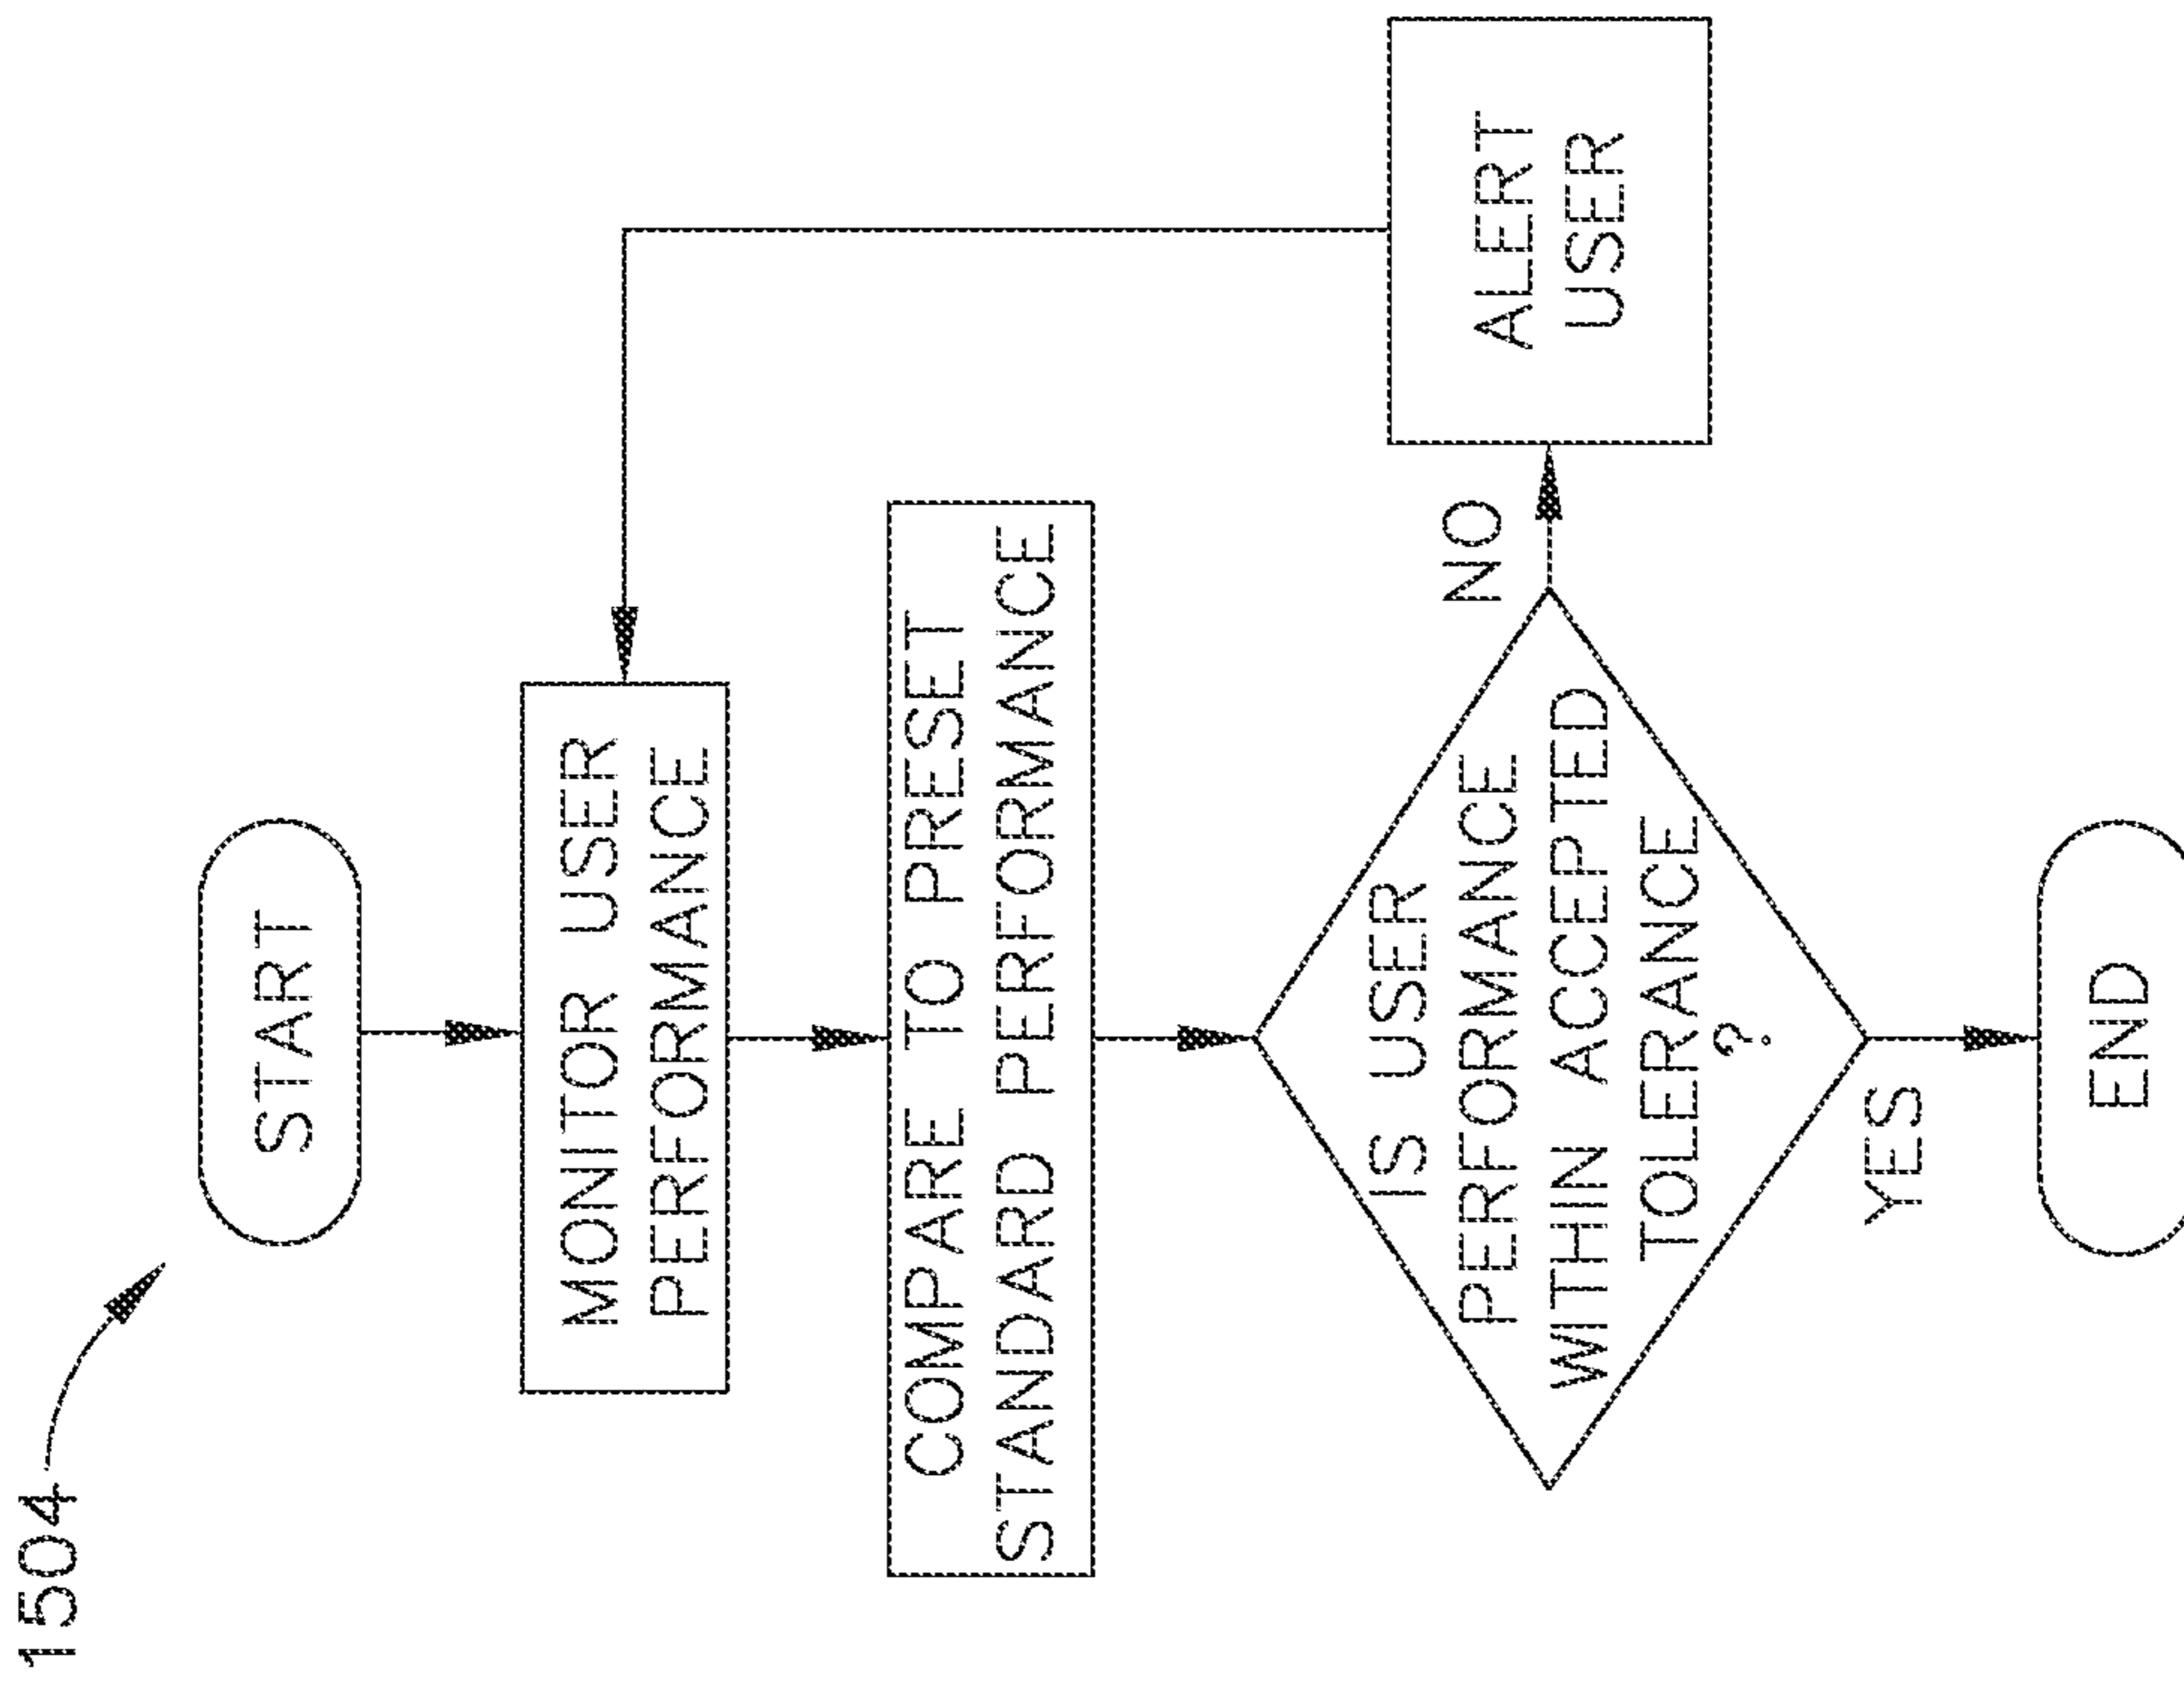 1504
START
MONITOR USER
PERFORMANCE
COMPARE TO PRESET
STANDARD PERFORMANCE
IS USER
PERFORMANCE
WITHIN ACCEPTED
TOLERANCE
?
NO
ALERT
USER
YES
END